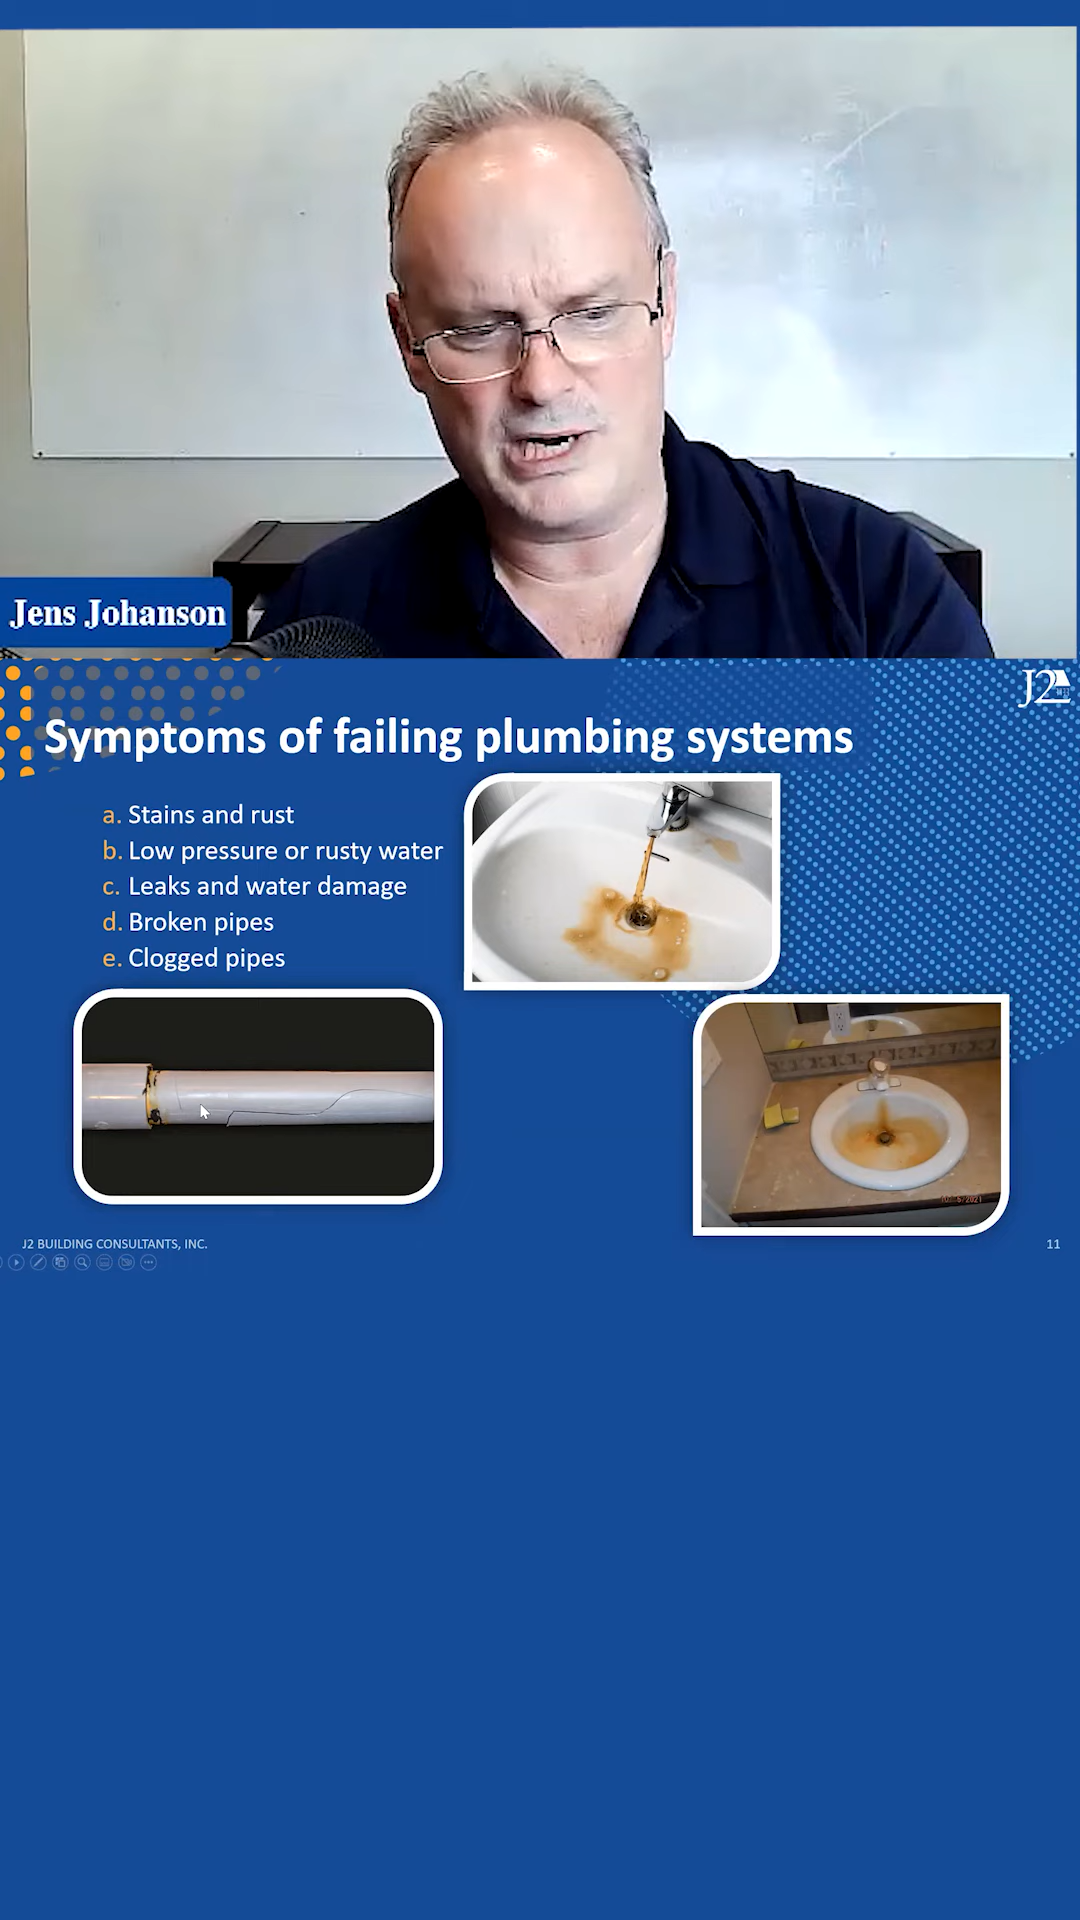 Jens Johanson
J2
Symptoms of failing plumbing systems
a. Stains and rust
b. Low pressure or rusty water
c. Leaks and water damage
d. Broken pipes
e. Clogged pipes
J2 BUILDING CONSULTANTS, INC.
11